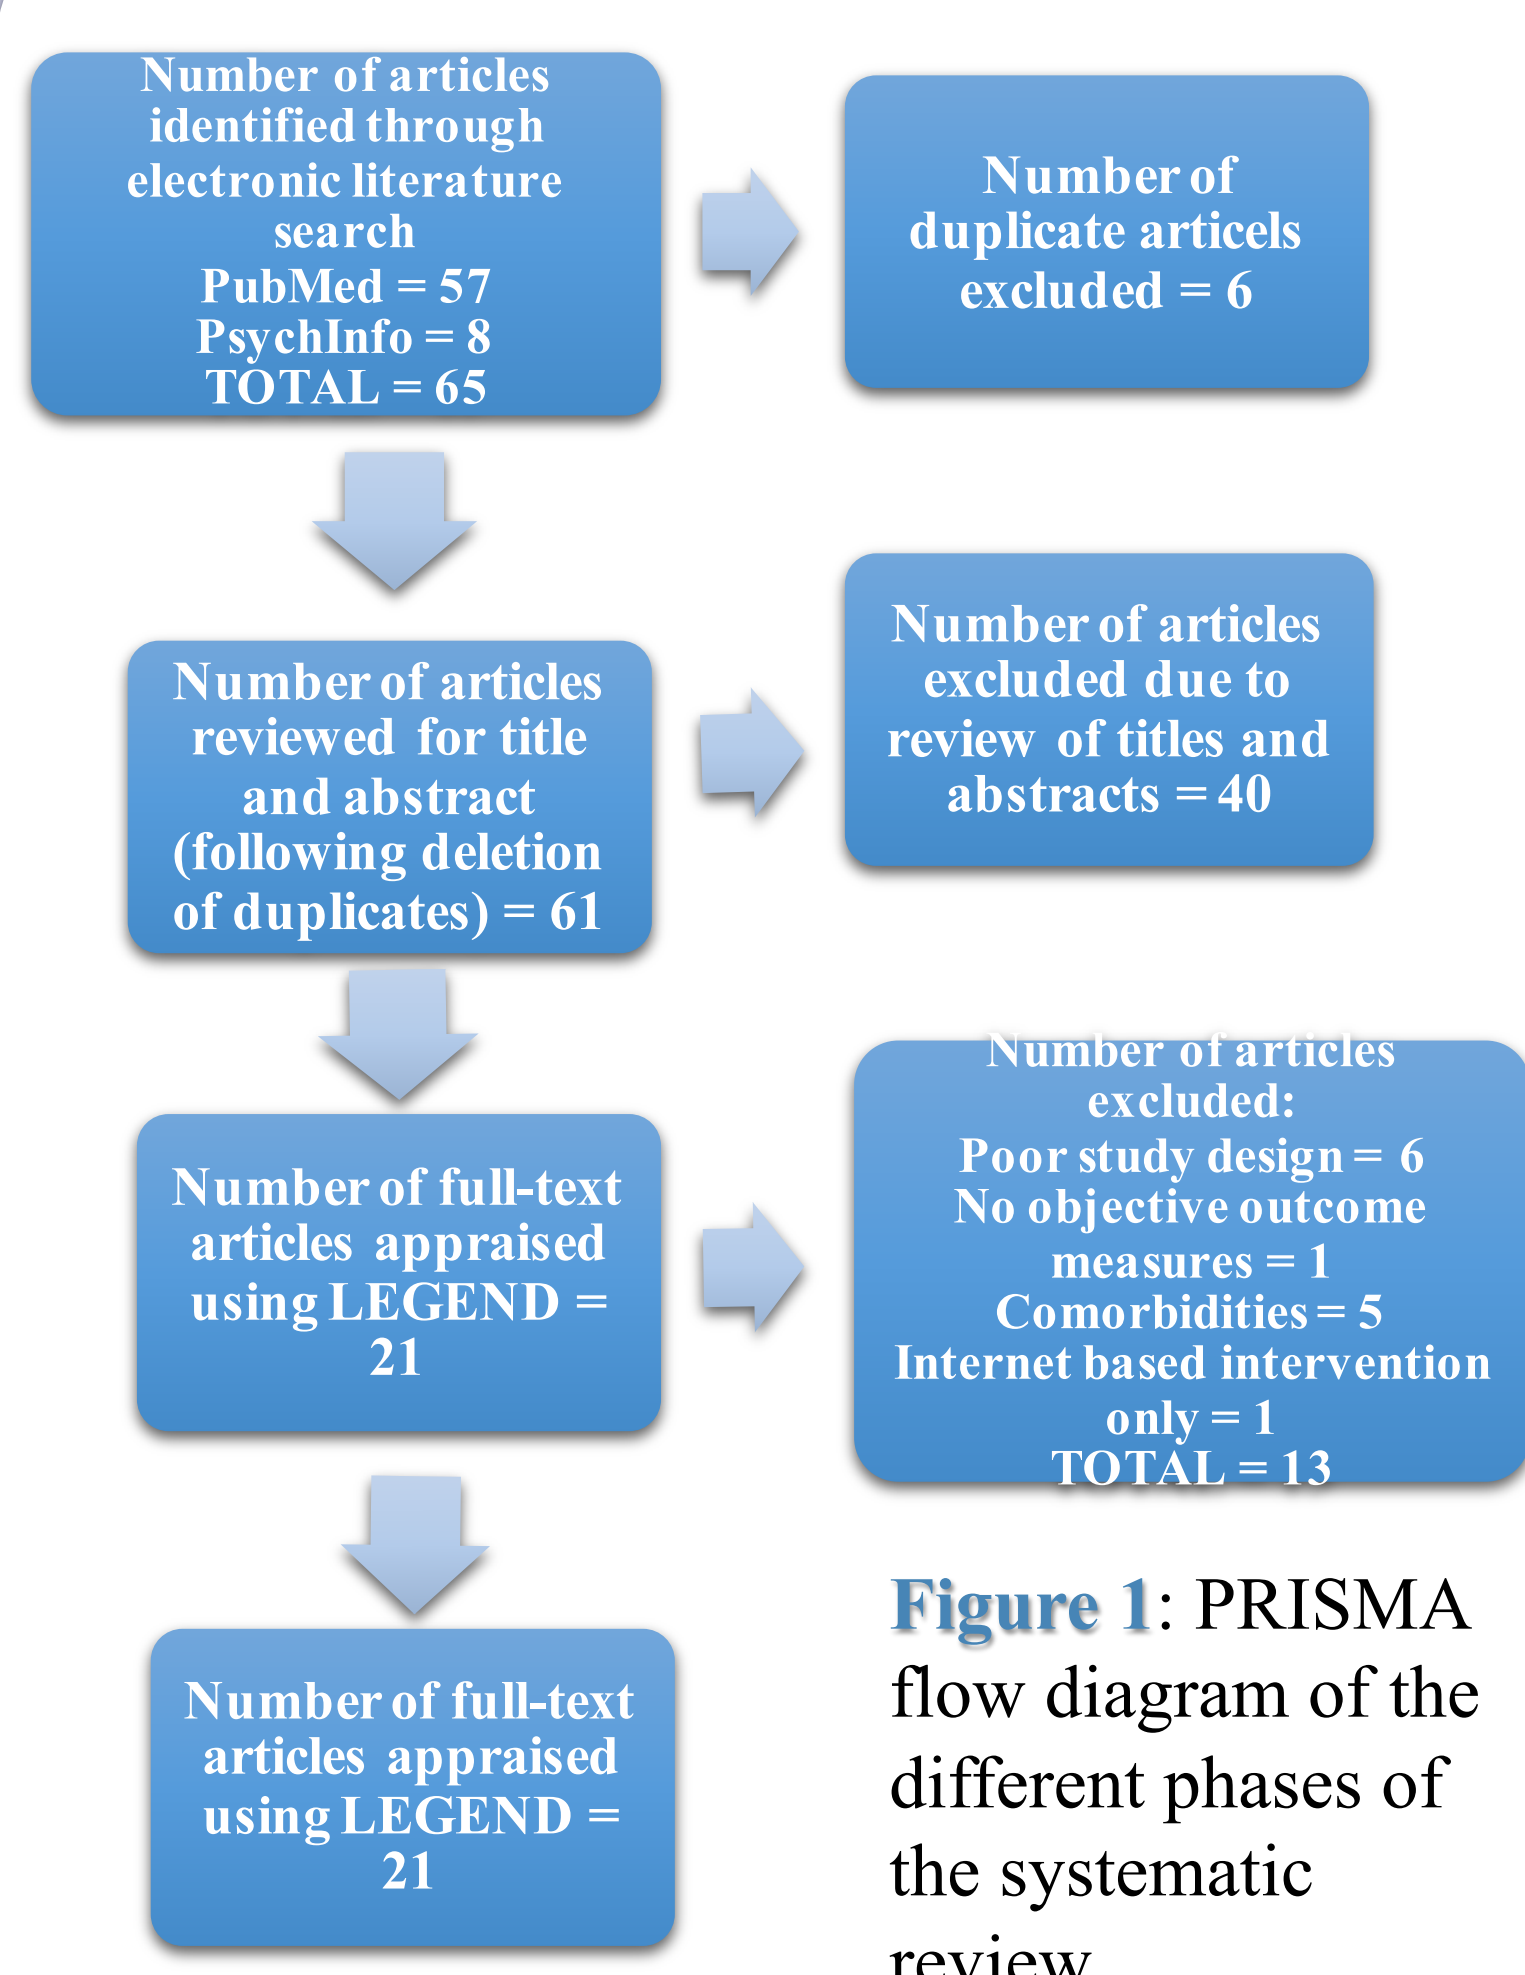 Number of articles
identified through
electronic literature
search
PubMed = 57
PsychInfo = 8
TOTAL = 65
Number of
duplicate articels
excluded = 6
Number of articles
reviewed for title
and abstract
(following deletion
of duplicates) = 61
Number of articles
excluded due to
review of titles and
abstracts = 40
Number of full-text
articles appraised
using LEGEND =
21
Number of articles
excluded:
Poor study design = 6
No objective outcome
measures = 1
Comorbidities = 5
Internet based intervention
only = 1
TOTAL = 13
Number of full-text
articles appraised
using LEGEND =
21
Figure 1: PRISMA
flow diagram of the
different phases of
the systematic
review